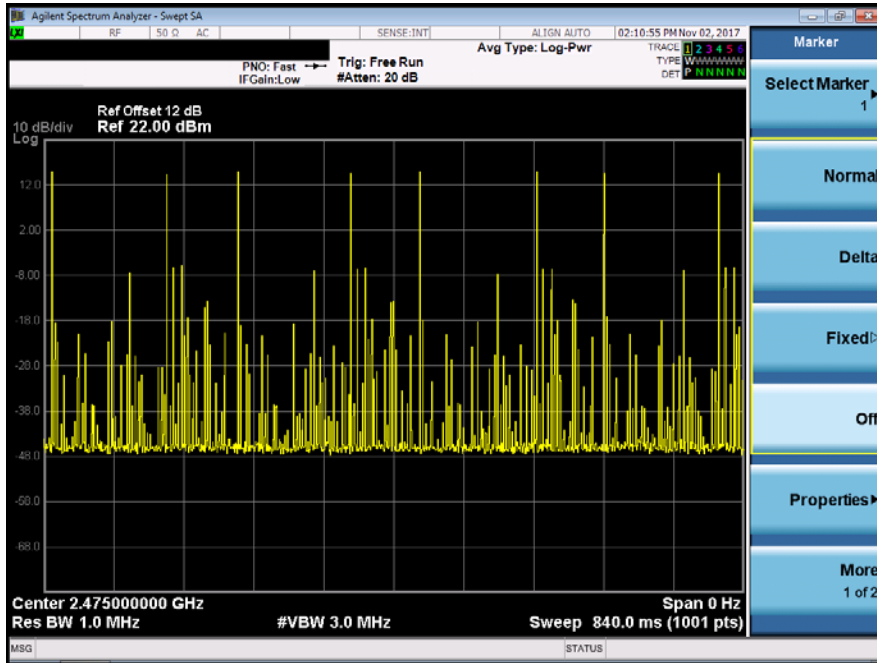 Agilent Spectrum Analyzer - Swept SA
LXI RF 50 Ω AC SENSE:INT ALIGN AUTO 02:10:55 PM Nov 02, 2017
Avg Type: Log-Pwr
TRACE 1 2 3 4 5 6
TYPE WWWWWW
DET P N N N N N
PNO: Fast
IFGain:Low
Trig: Free Run
#Atten: 20 dB
Ref Offset 12 dB
10 dB/div Ref 22.00 dBm
Log
12.0
2.00
-8.00
-18.0
-28.0
-38.0
-48.0
-58.0
-68.0
Center 2.475000000 GHz
Span 0 Hz
Res BW 1.0 MHz
#VBW 3.0 MHz
Sweep 840.0 ms (1001 pts)
MSG
STATUS
Marker
Select Marker
1
Normal
Delta
Fixed
Off
Properties
More
1 of 2